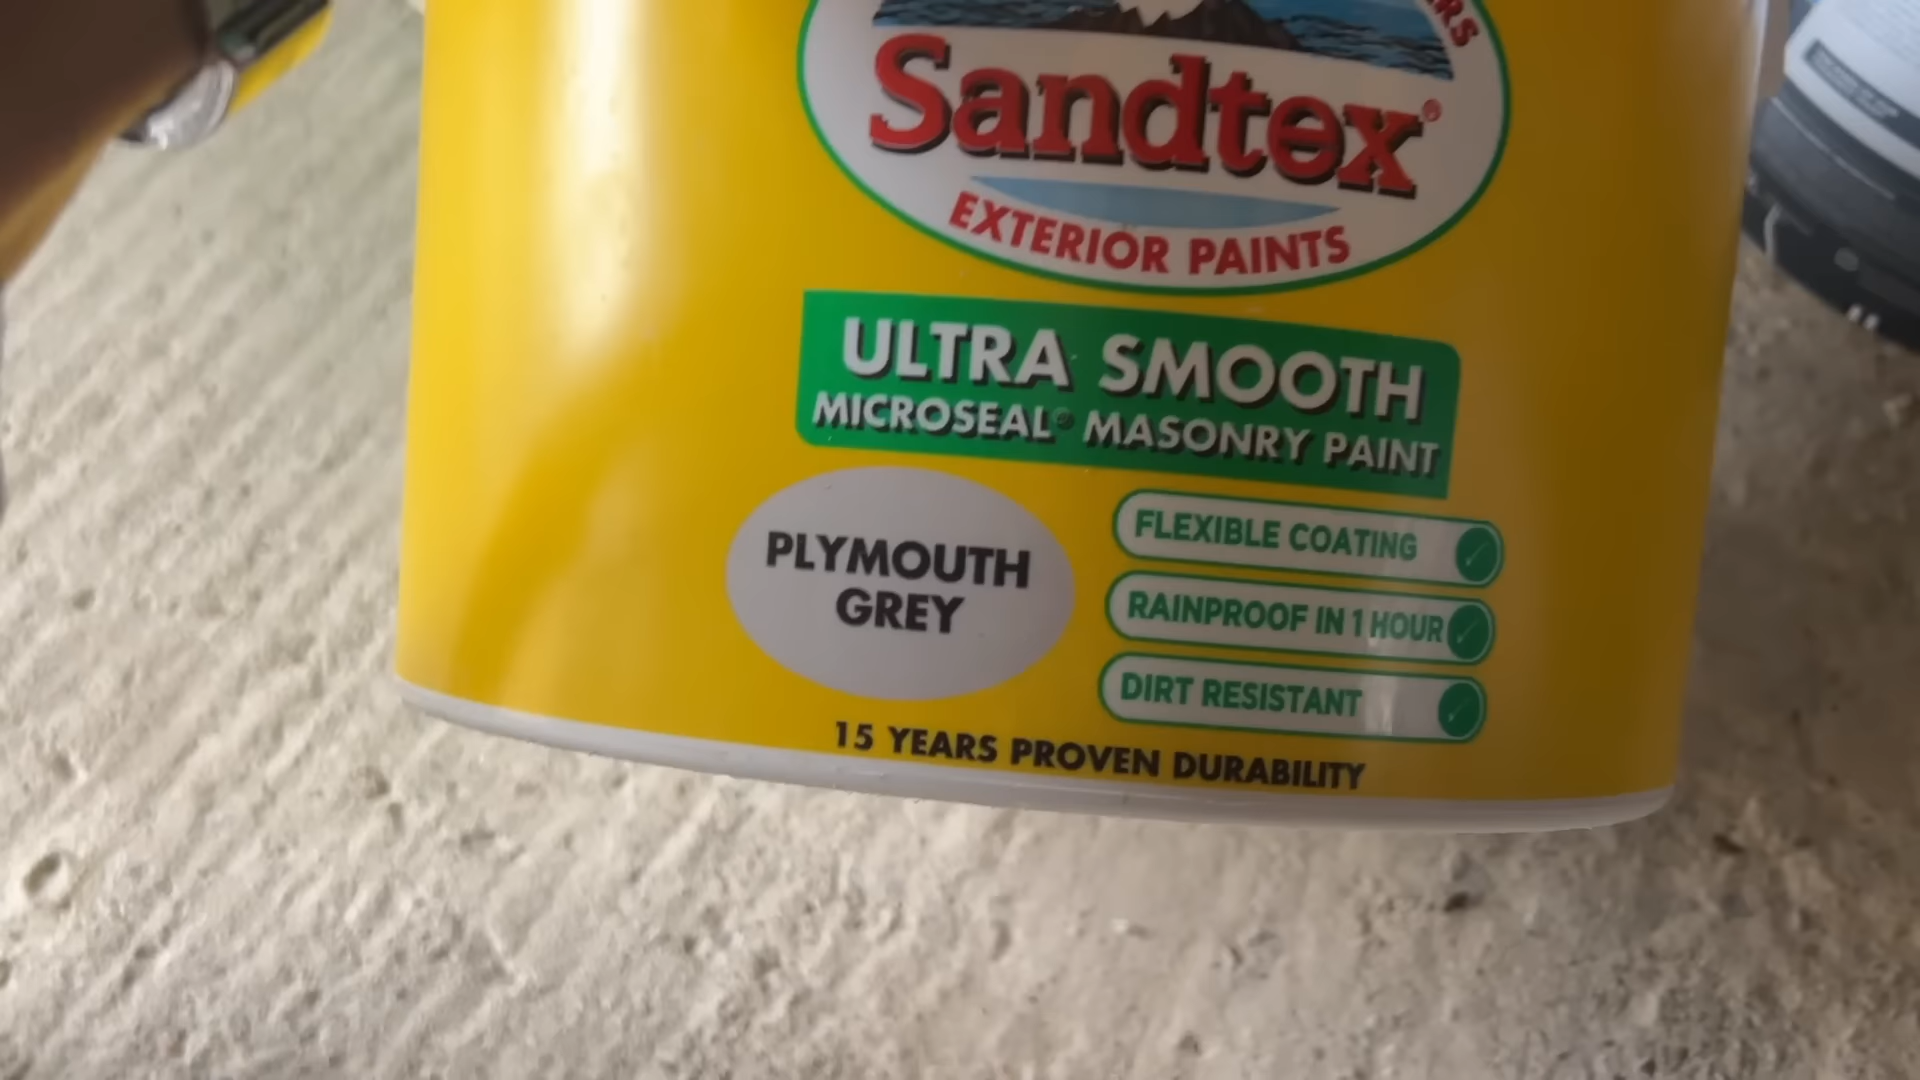 Sandtex®
EXTERIOR PAINTS
ULTRA SMOOTH
MICROSEAL® MASONRY PAINT
PLYMOUTH
GREY
FLEXIBLE COATING
RAINPROOF IN 1 HOUR
DIRT RESISTANT
15 YEARS PROVEN DURABILITY